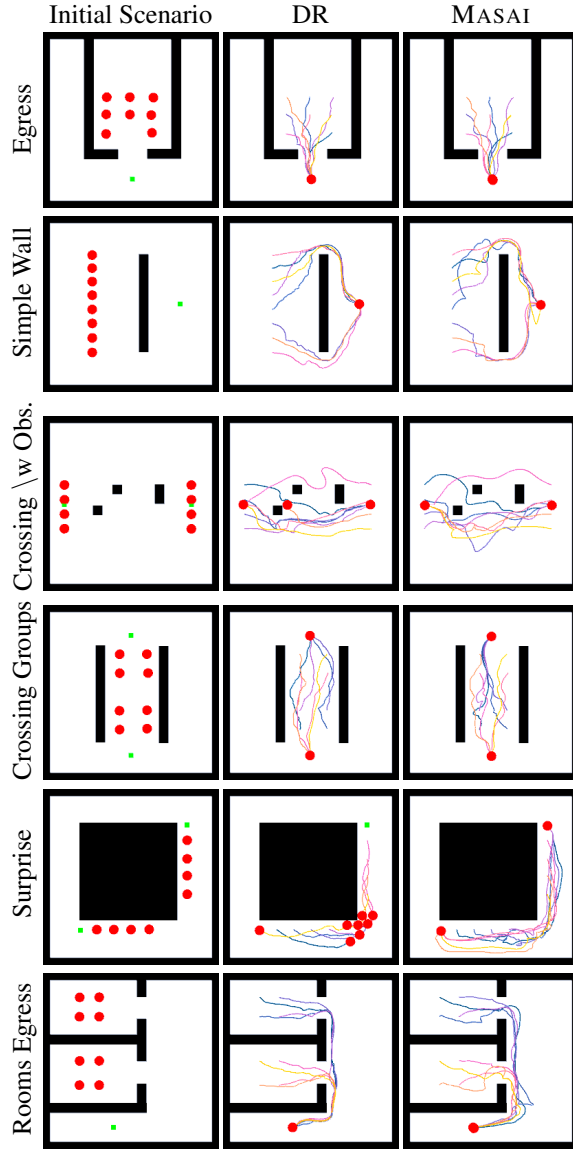 Initial Scenario DR MASAI
Egress
Simple Wall
Crossing \w Obs.
Crossing Groups
Surprise
Rooms Egress